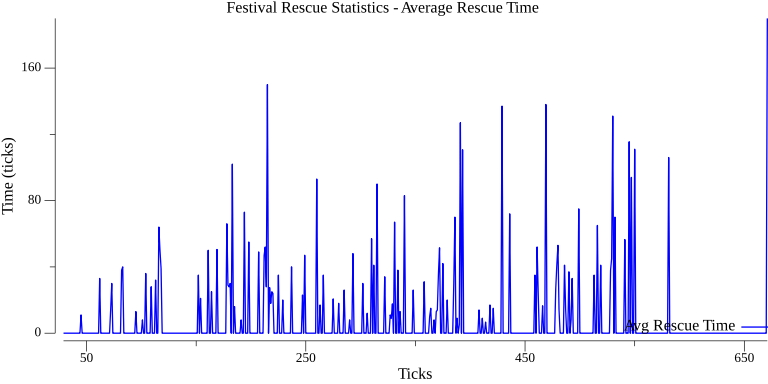 Festival Rescue Statistics - Average Rescue Time
Time (ticks)
160
80
0
Avg Rescue Time
50
250
450
650
Ticks